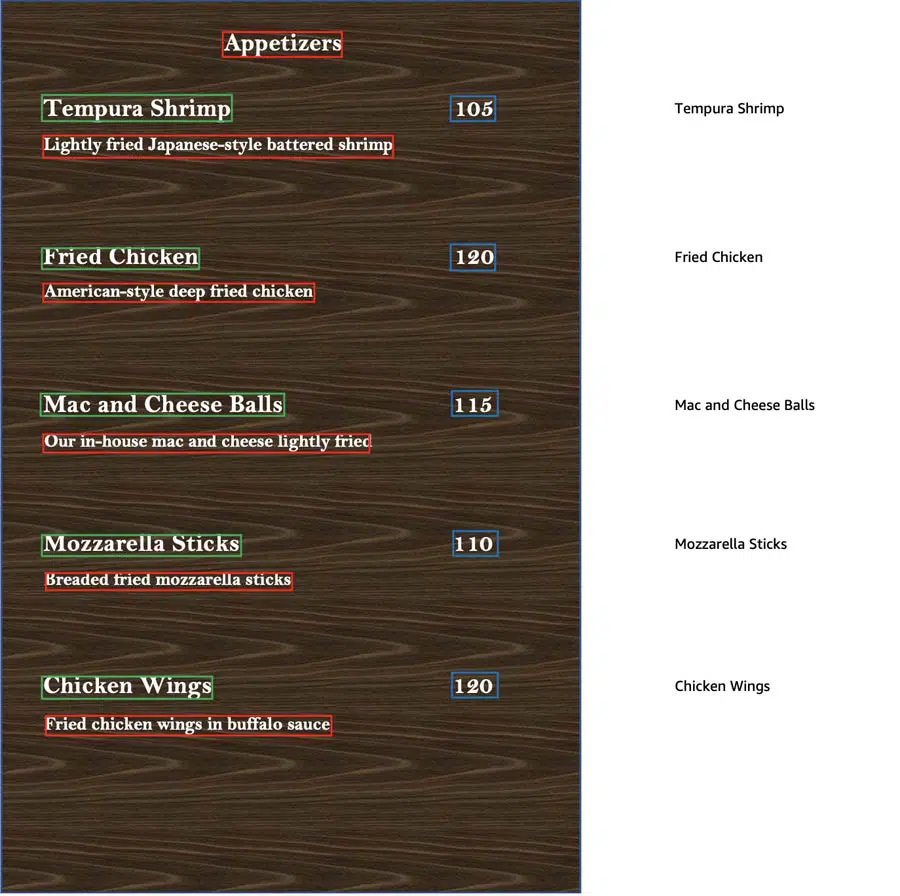 Appetizers
Tempura Shrimp 105 Tempura Shrimp
Lightly fried Japanese-style battered shrimp
Fried Chicken 120 Fried Chicken
American-style deep fried chicken
Mac and Cheese Balls 115 Mac and Cheese Balls
Our in-house mac and cheese lightly fried
Mozzarella Sticks 110 Mozzarella Sticks
Breaded fried mozzarella sticks
Chicken Wings 120 Chicken Wings
Fried chicken wings in buffalo sauce